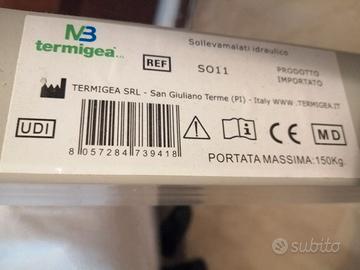 MB
termigea s.r.l.
Sollevamalati idraulico
REF
SO11
PRODOTTO
IMPORTATO
TERMIGEA SRL - San Giuliano Terme (PI) - Italy WWW.TERMIGEA.IT
UDI
8 057284 739418
CE
MD
PORTATA MASSIMA:150Kg.
subito